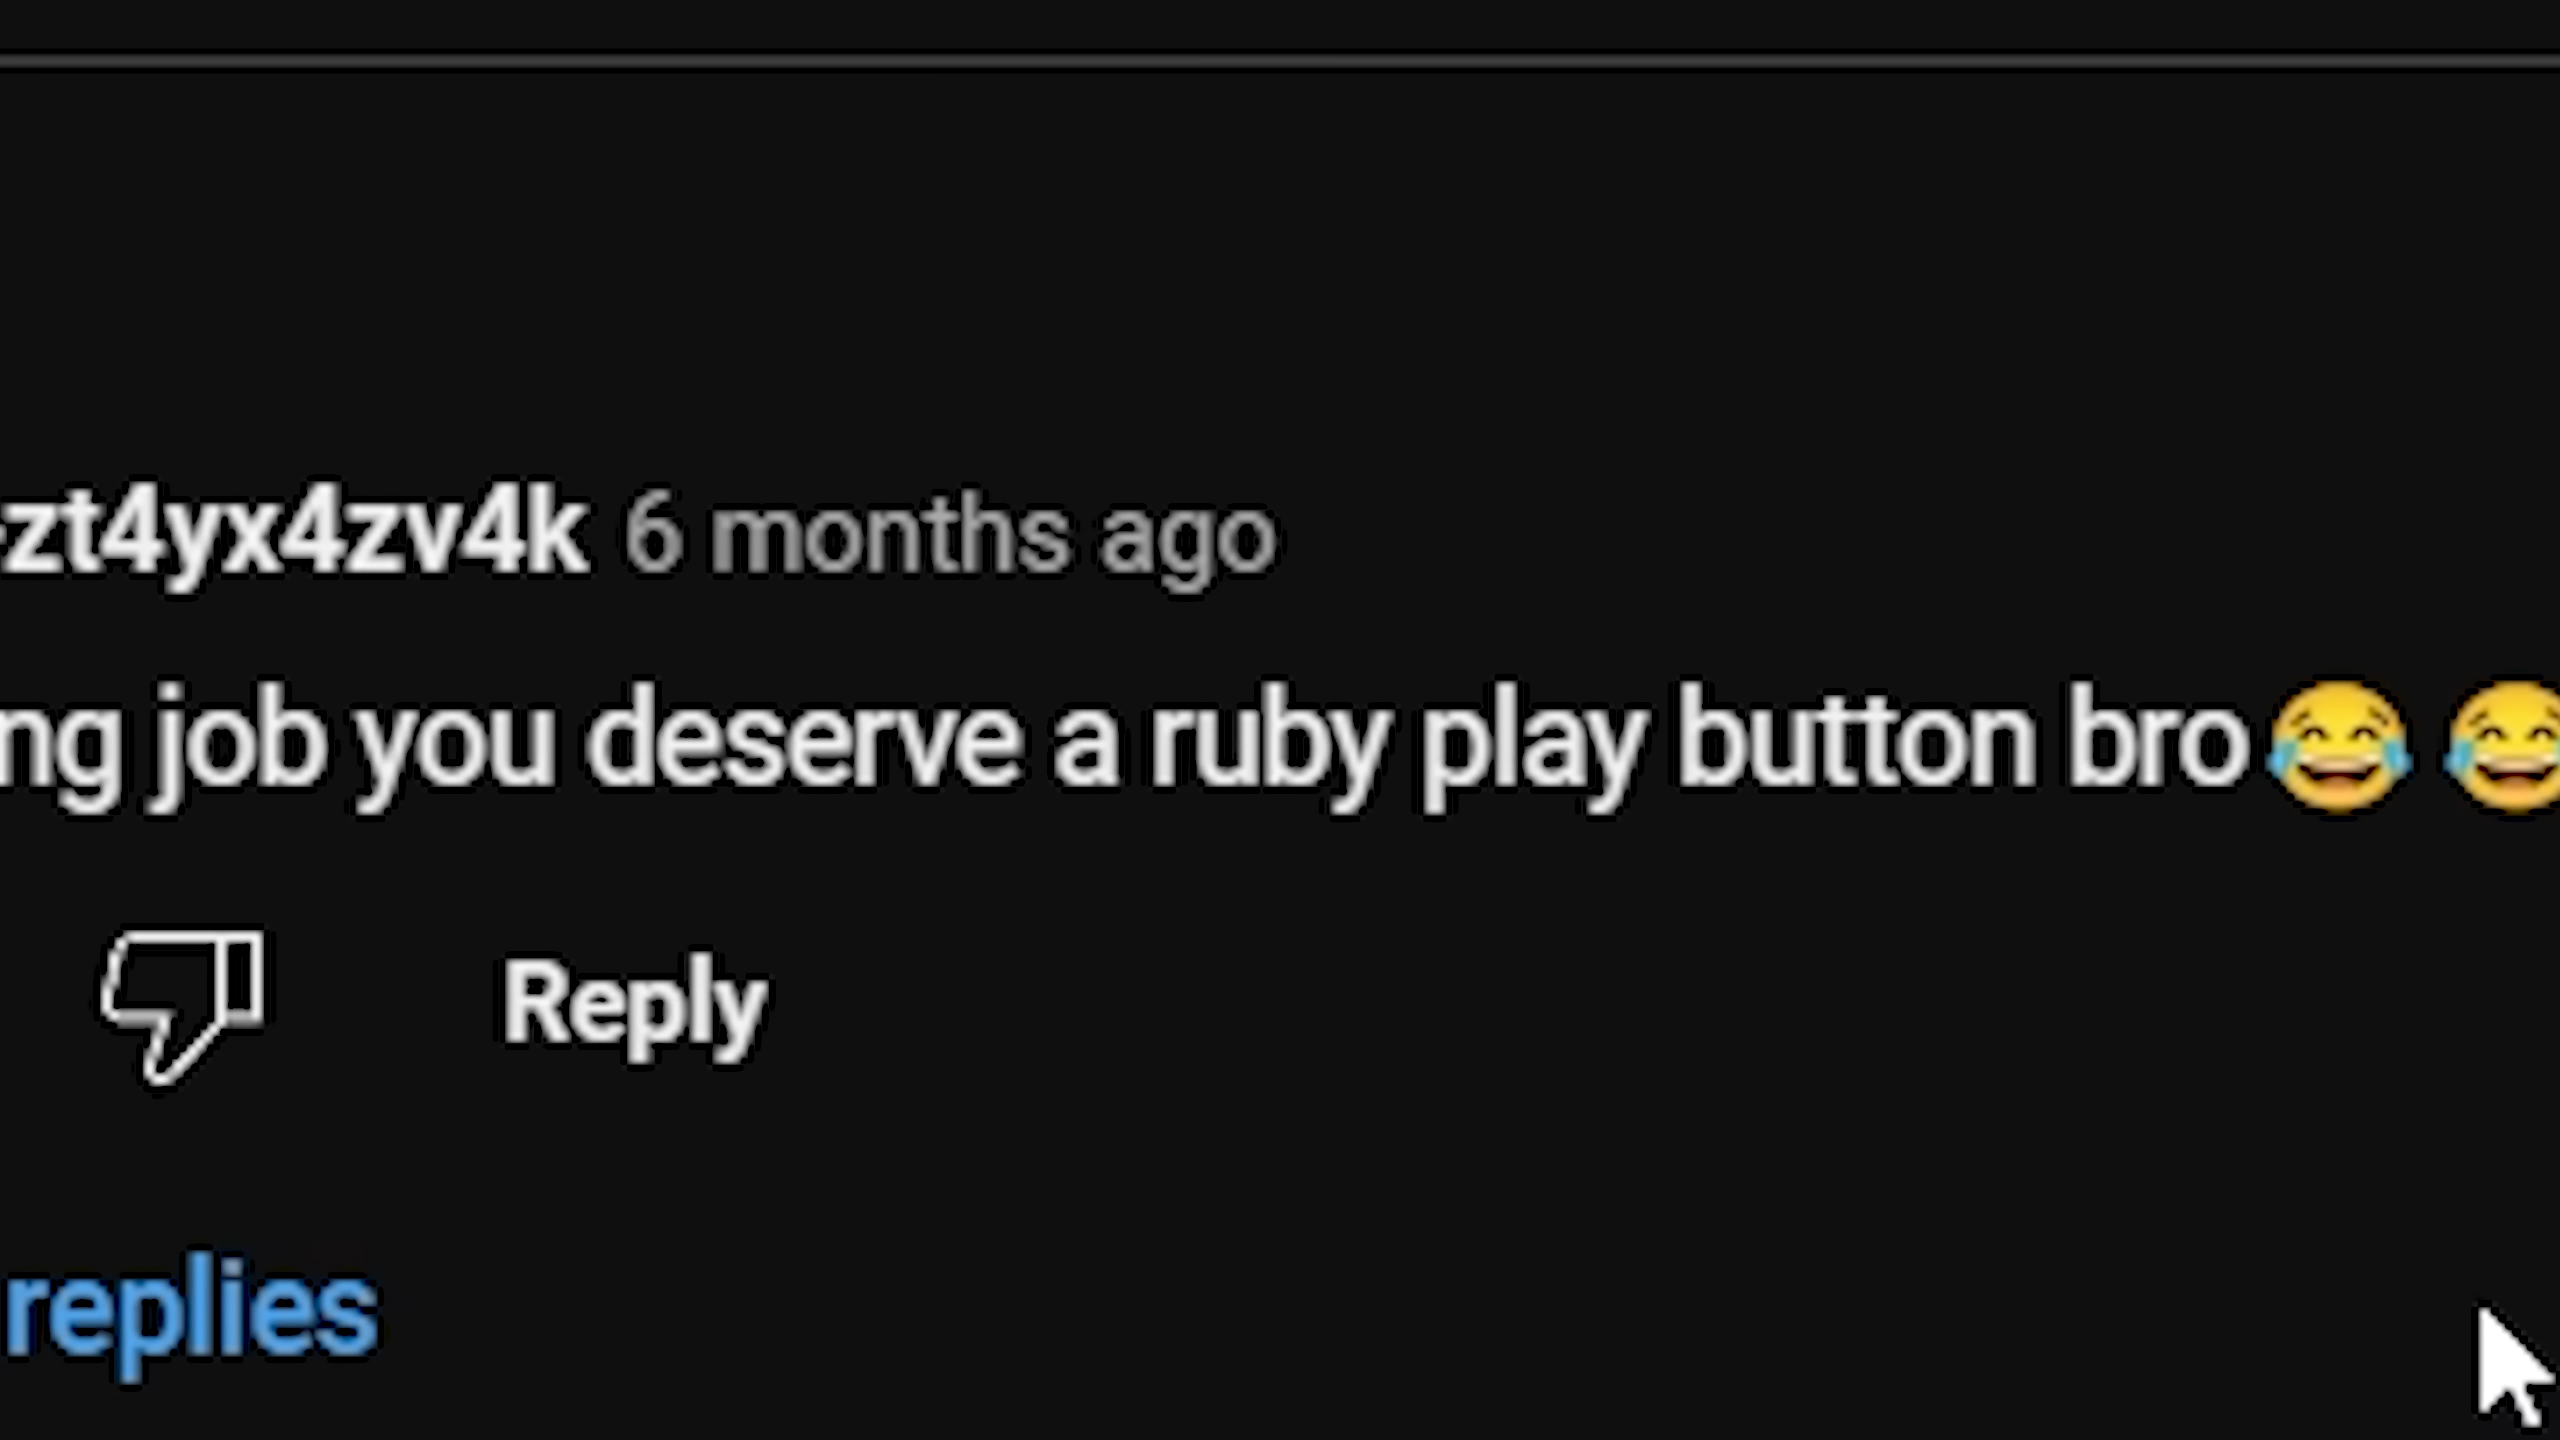 -zt4yx4zv4k 6 months ago
ng job you deserve a ruby play button bro😂😂
Reply
replies